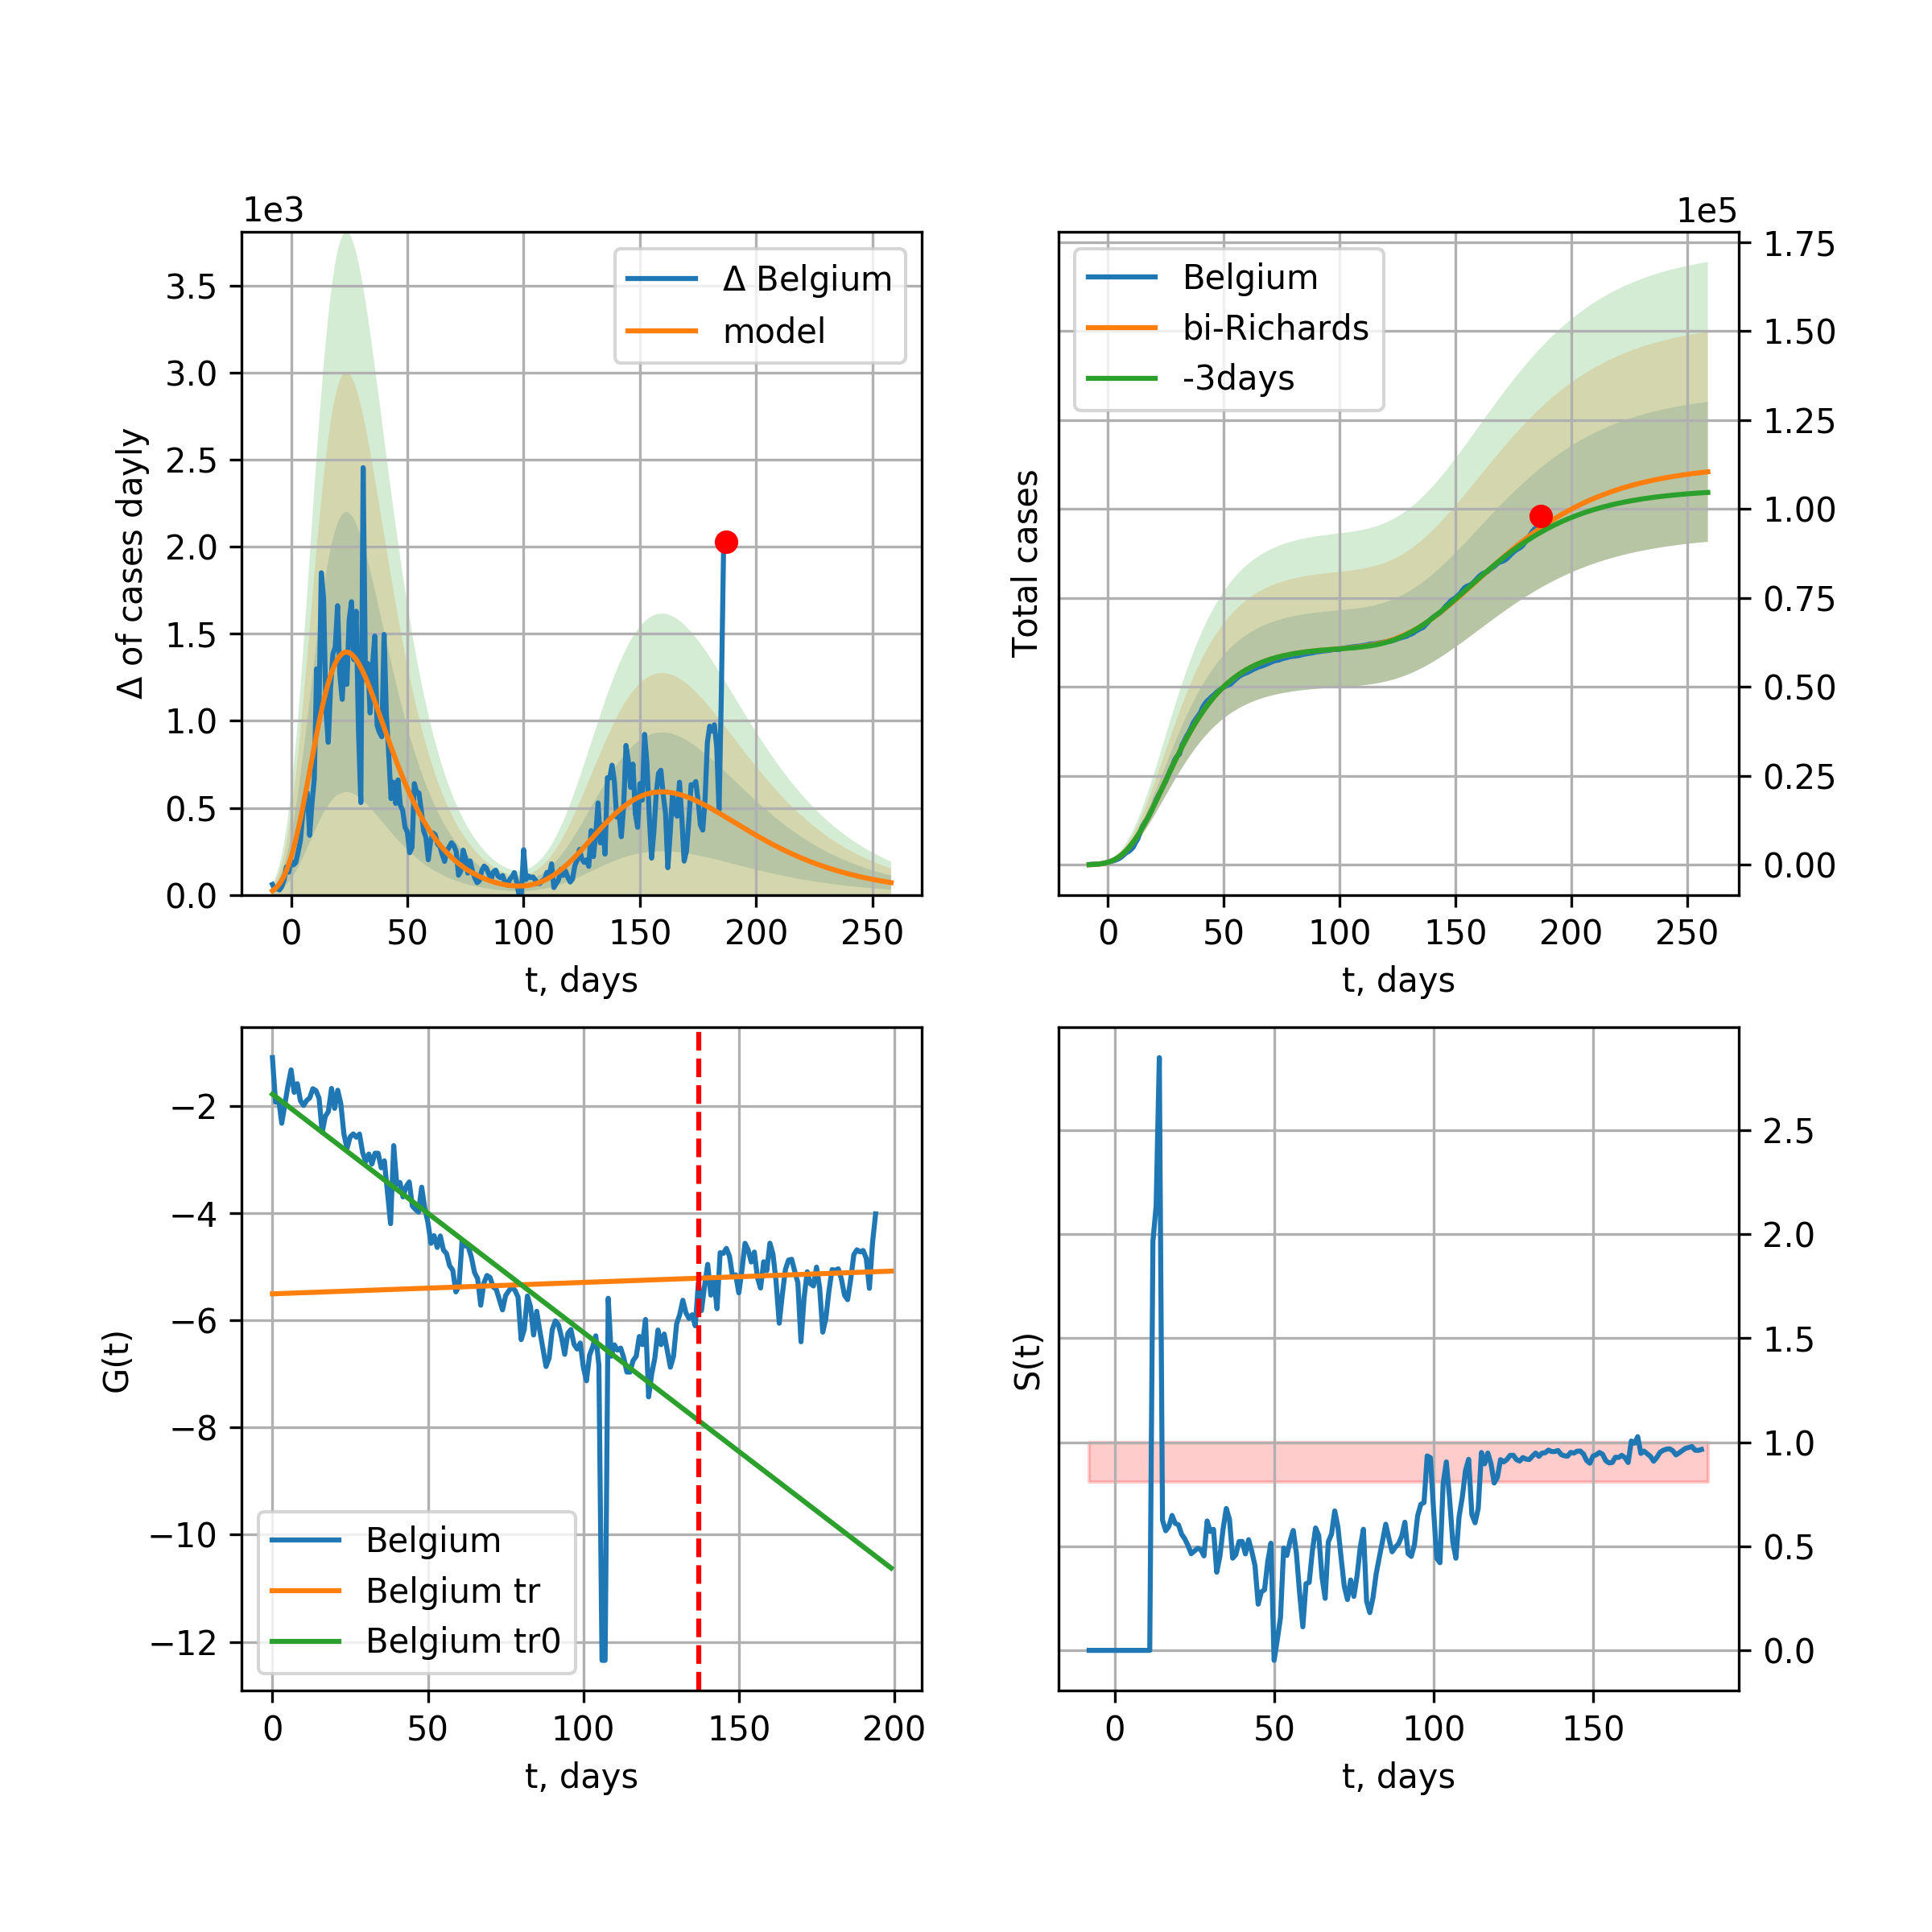 1e3
3.5
3.0
2.5
2.0
1.5
1.0
0.5
0.0
Δ of cases dayly
Δ Belgium
model
0 50 100 150 200 250
t, days
1e5
1.75
1.50
1.25
1.00
0.75
0.50
0.25
0.00
Total cases
Belgium
bi-Richards
-3days
0 50 100 150 200 250
t, days
−2
−4
−6
−8
−10
−12
G(t)
Belgium
Belgium tr
Belgium tr0
0 50 100 150 200
t, days
2.5
2.0
1.5
1.0
0.5
0.0
S(t)
0 50 100 150
t, days